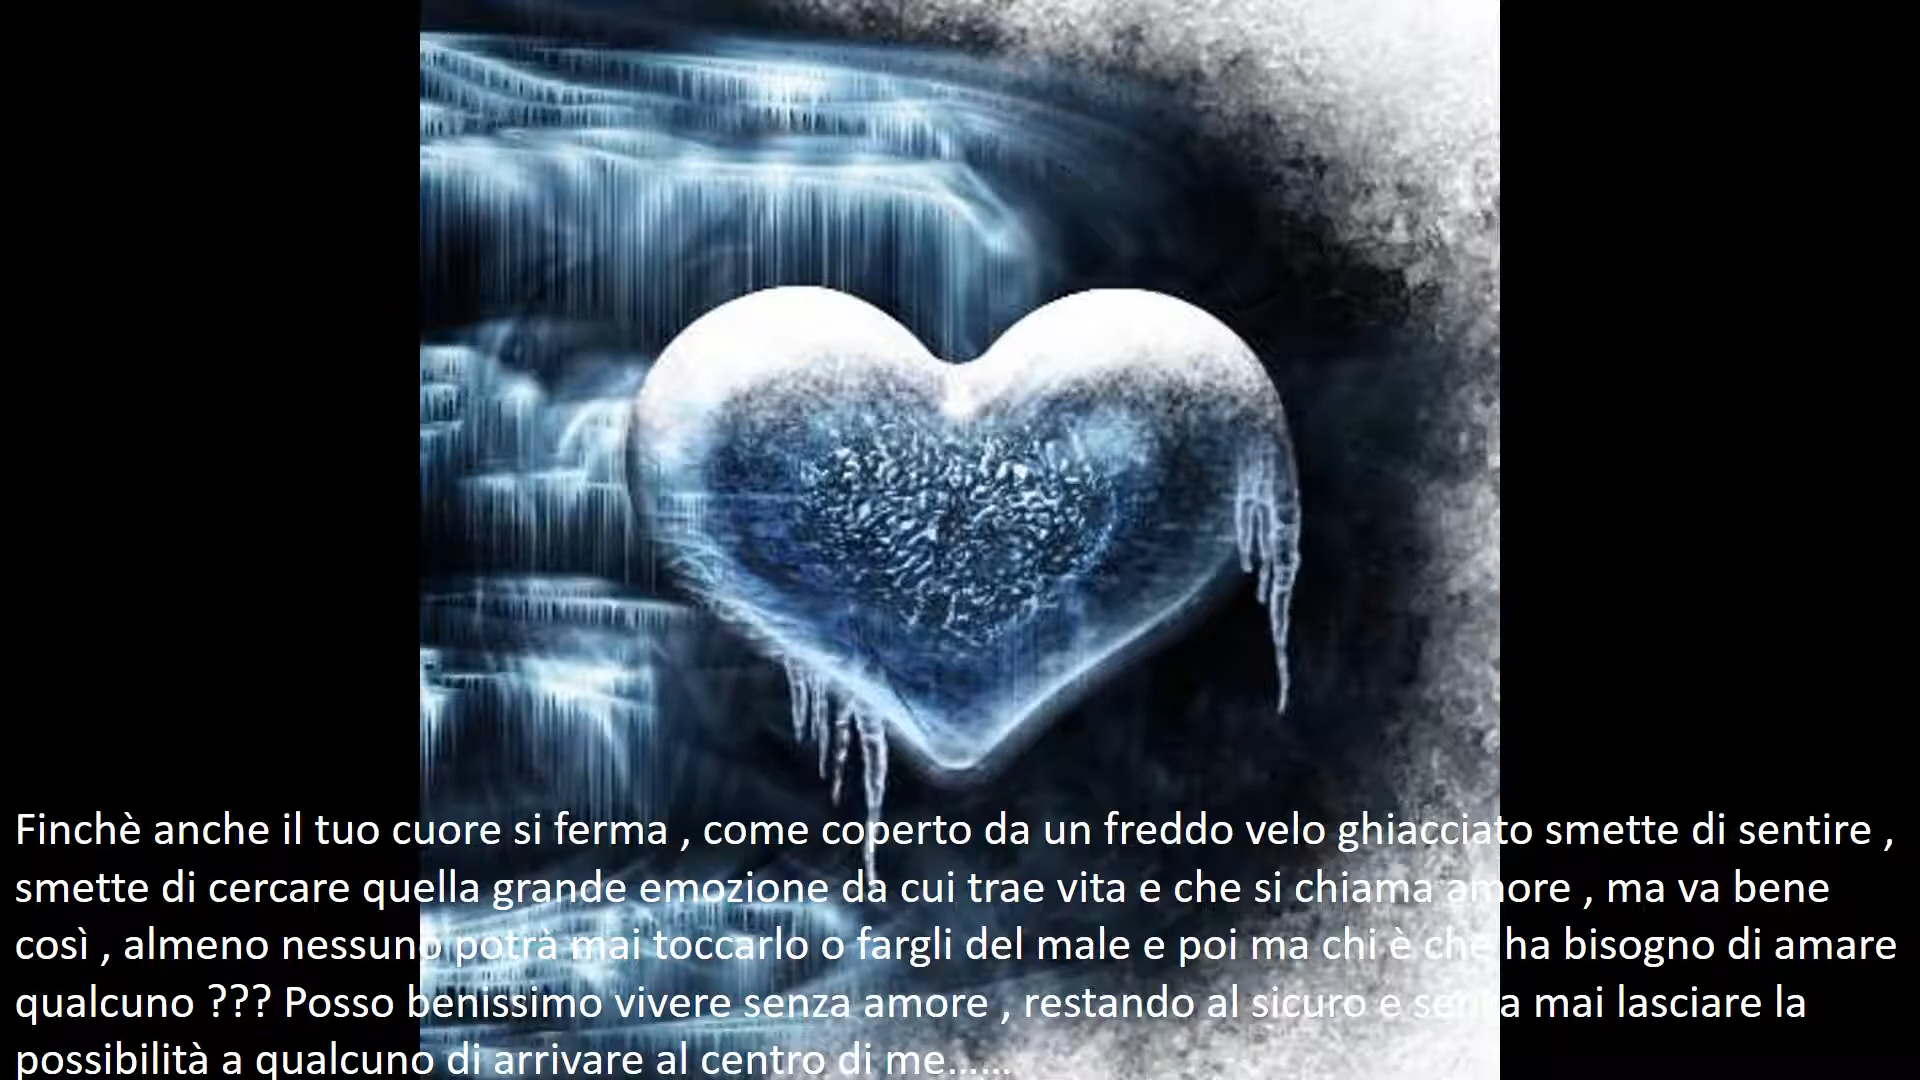 Finchè anche il tuo cuore si ferma , come coperto da un freddo velo ghiacciato smette di sentire ,
smette di cercare quella grande emozione da cui trae vita e che si chiama amore , ma va bene
così , almeno nessuno potrà mai toccarlo o fargli del male e poi ma chi è che ha bisogno di amare
qualcuno ??? Posso benissimo vivere senza amore , restando al sicuro e senza mai lasciare la
possibilità a qualcuno di arrivare al centro di me......